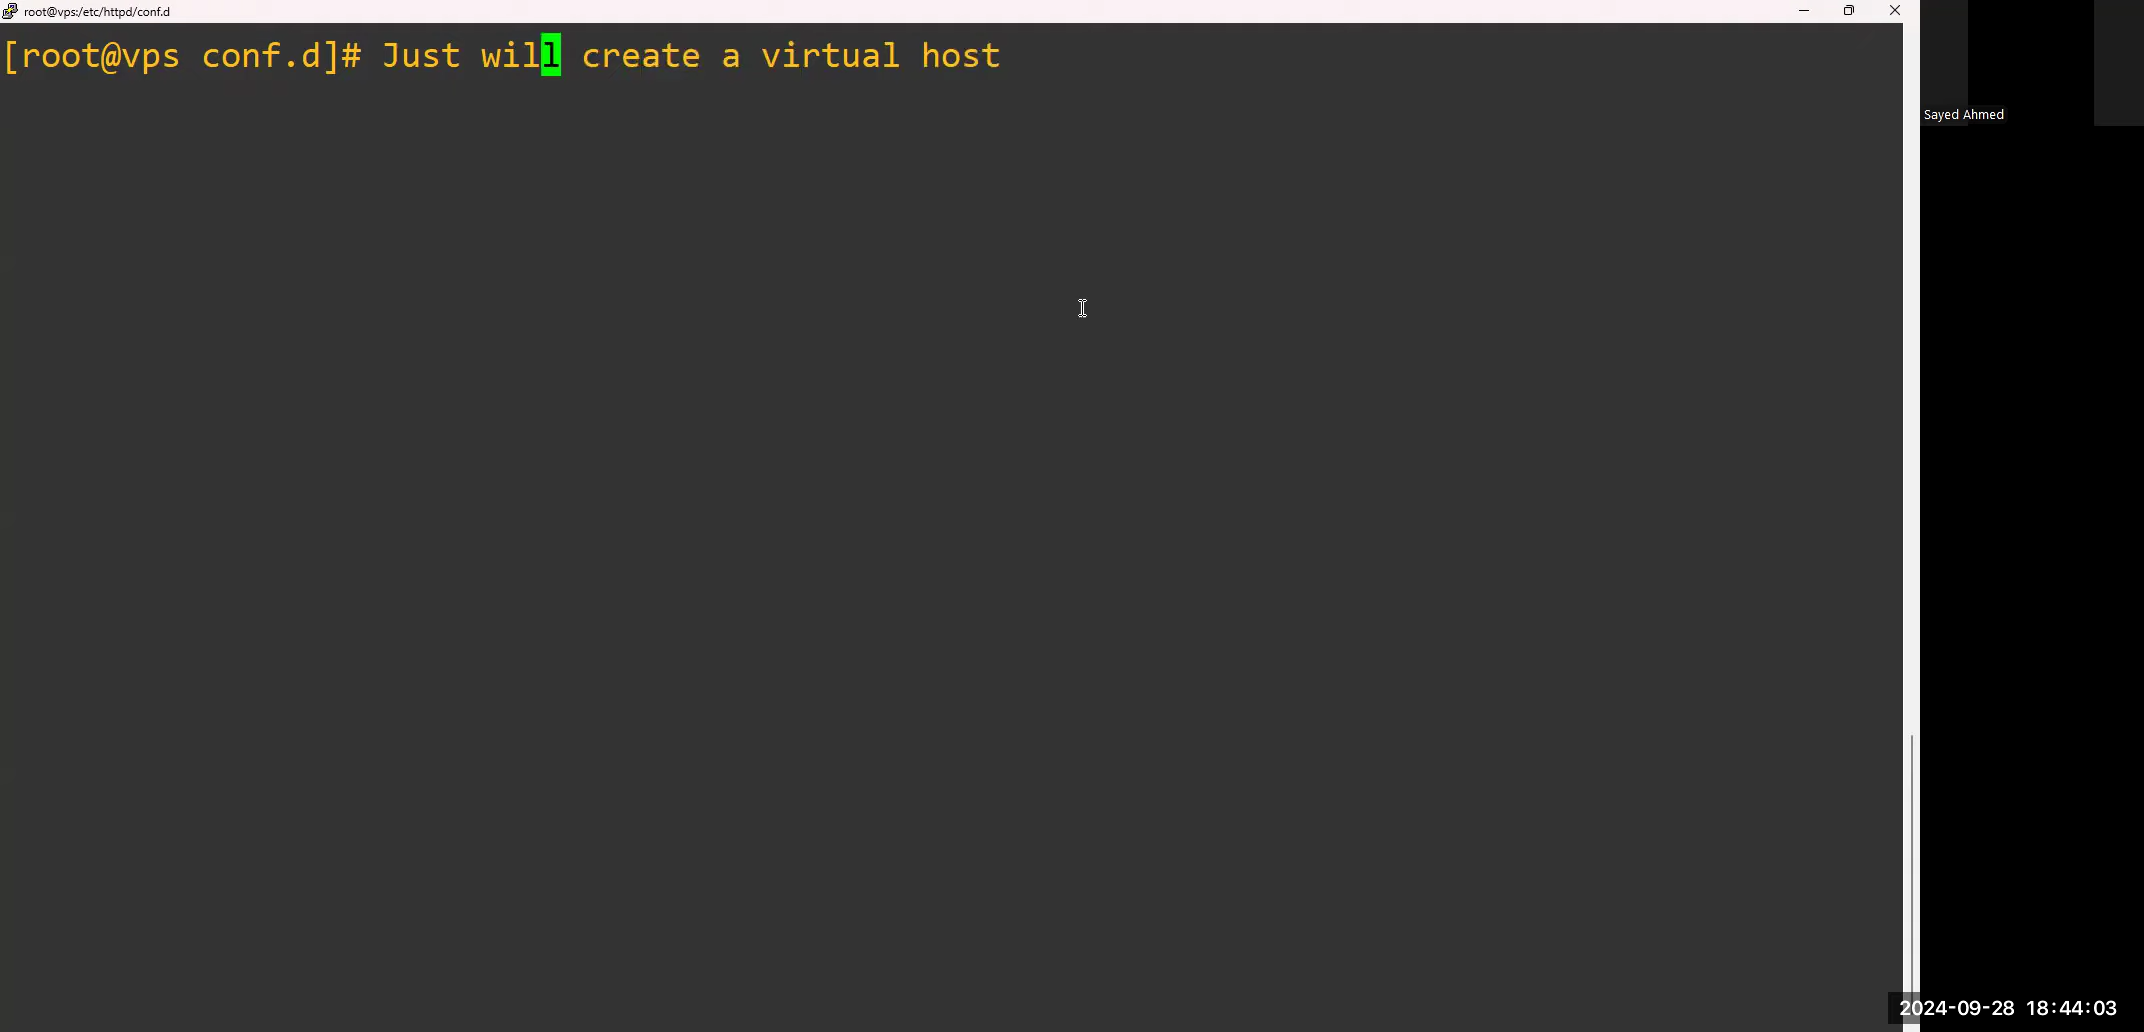 root@vps:/etc/httpd/conf.d
[root@vps conf.d]# Just will create a virtual host
Sayed Ahmed
2024-09-28 18:44:03